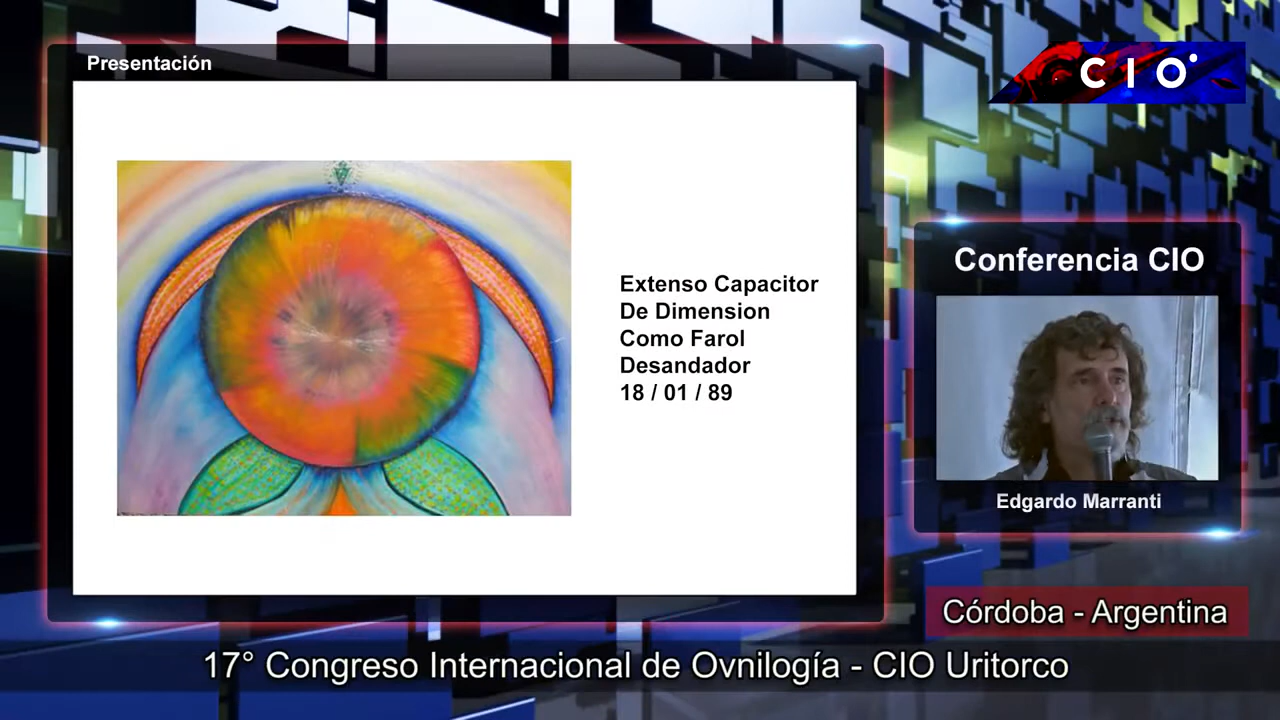 Presentación
CIO
Extenso Capacitor
De Dimension
Como Farol
Desandador
18 / 01 / 89
Conferencia CIO
Edgardo Marranti
Córdoba - Argentina
17° Congreso Internacional de Ovnilogía - CIO Uritorco